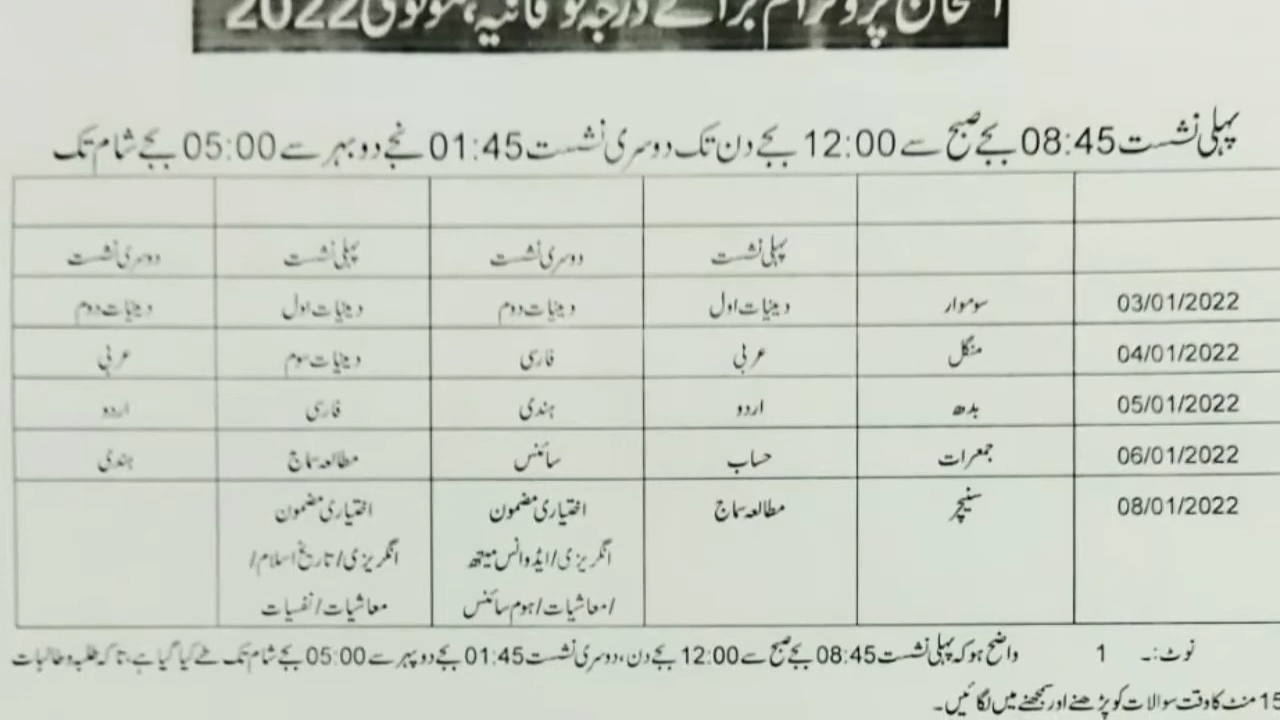 امتحان پروگرام برائے درجہ فوقانیہ، مولوی 2022
پہلی نشست 08:45 بجے صبح سے 12:00 بجے دن تک دوسری نشست 01:45 بجے دوپہر سے 05:00 بجے شام تک
پہلی نشست دوسری نشست پہلی نشست دوسری نشست
03/01/2022 سوموار دینیات اول دینیات دوم دینیات اول دینیات دوم
04/01/2022 منگل عربی فارسی دینیات سوم عربی
05/01/2022 بدھ اردو ہندی فارسی اردو
06/01/2022 جمعرات حساب سائنس مطالعہ سماج ہندی
08/01/2022 سنیچر مطالعہ سماج اختیاری مضمون اختیاری مضمون
انگریزی/ایڈوانس میتھ انگریزی/تاریخ اسلام/
/معاشیات/ہوم سائنس معاشیات/نفسیات
نوٹ:۔ 1 واضح ہو کہ پہلی نشست 08:45 بجے صبح سے 12:00 بجے دن، دوسری نشست 01:45 بجے دوپہر سے 05:00 بجے شام تک طے کیا گیا ہے، تاکہ طلبہ و طالبات
15 منٹ کا وقت سوالات کو پڑھنے اور سمجھنے میں لگائیں۔